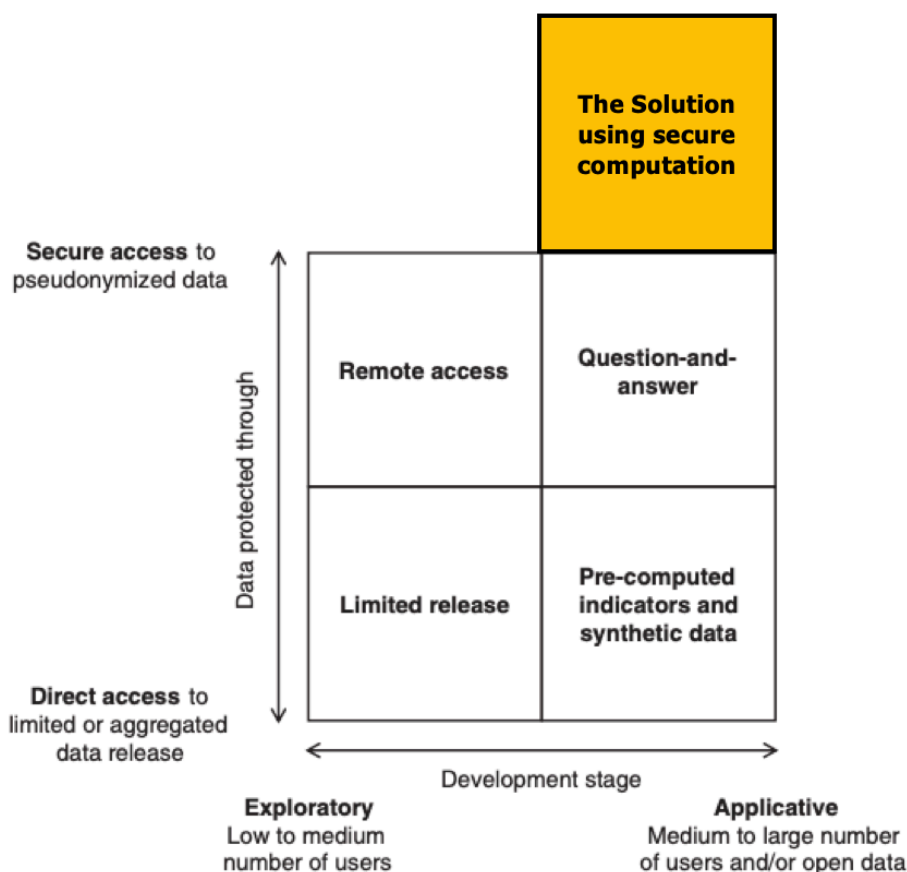 The Solution
using secure
computation
Secure access to
pseudonymized data
Data protected through
Remote access
Question-and-
answer
Limited release
Pre-computed
indicators and
synthetic data
Direct access to
limited or aggregated
data release
Development stage
Exploratory
Low to medium
number of users
Applicative
Medium to large number
of users and/or open data